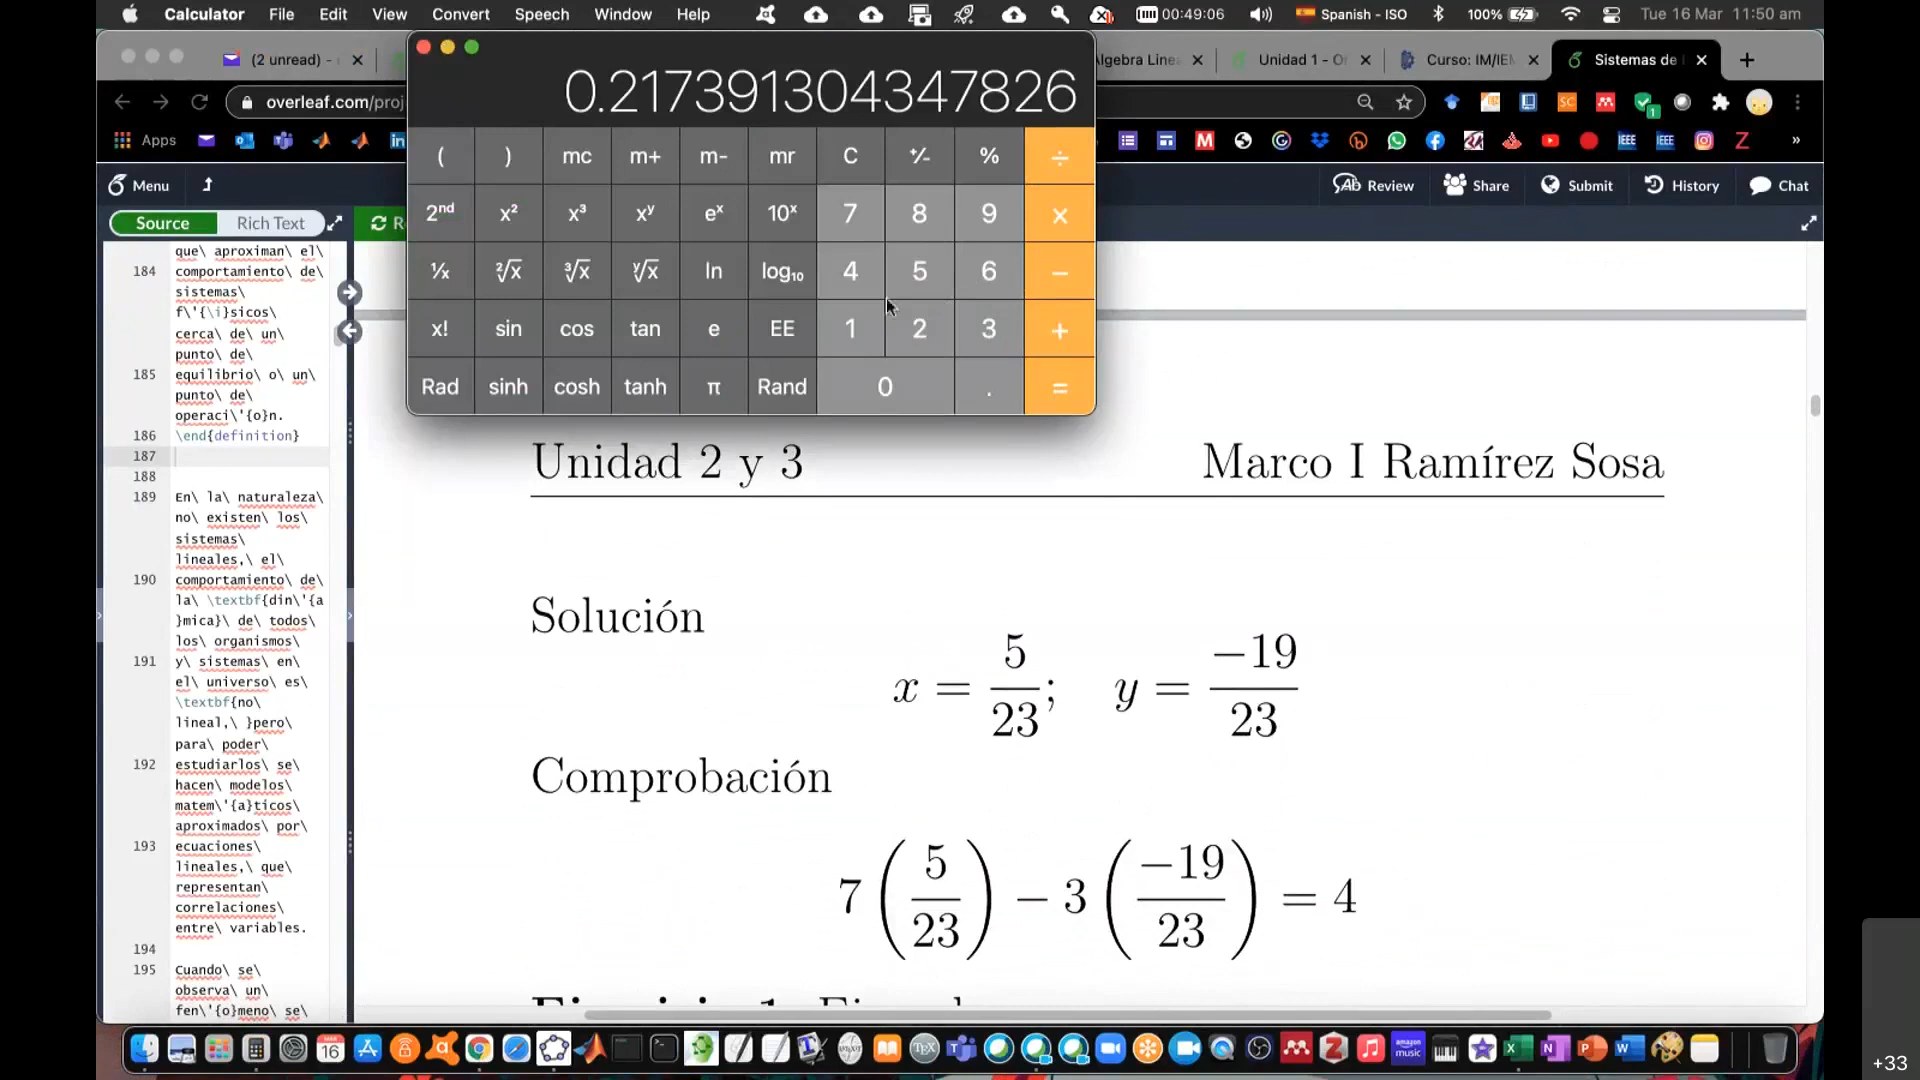 Calculator File Edit View Convert Speech Window Help 00:49:06 Spanish - ISO 100% Tue 16 Mar 11:50 am
(2 unread) - Algebra Linea Unidad 1 - O Curso: IM/IEM Sistemas de
overleaf.com/proj
Apps
0.217391304347826
( ) mc m+ m- mr C +/- % ÷
2nd x² x³ xʸ eˣ 10ˣ 7 8 9 ×
1/x ²√x ³√x ʸ√x ln log₁₀ 4 5 6 −
x! sin cos tan e EE 1 2 3 +
Rad sinh cosh tanh π Rand 0 . =
Menu Review Share Submit History Chat
Source Rich Text
que\ aproximan\ el\
184 comportamiento\ de\
sistemas\
f\'{\i}sicos\
cerca\ de\ un\
punto\ de\
185 equilibrio\ o\ un\
punto\ de\
operaci\'{o}n.
186 \end{definition}
187
188
189 En\ la\ naturaleza\
no\ existen\ los\
sistemas\
lineales,\ el\
190 comportamiento\ de\
la\ \textbf{din\'{a
}mica}\ de\ todos\
los\ organismos\
191 y\ sistemas\ en\
el\ universo\ es\
\textbf{no\
lineal,\ }pero\
para\ poder\
192 estudiarlos\ se\
hacen\ modelos\
matem\'{a}ticos\
aproximados\ por\
193 ecuaciones\
lineales,\ que\
representan\
correlaciones\
entre\ variables.
194
195 Cuando\ se\
observa\ un\
fen\'{o}meno\ se\
Unidad 2 y 3 Marco I Ramírez Sosa
Solución
x = 5/23; y = −19/23
Comprobación
7 (5/23) − 3 (−19/23) = 4
+33